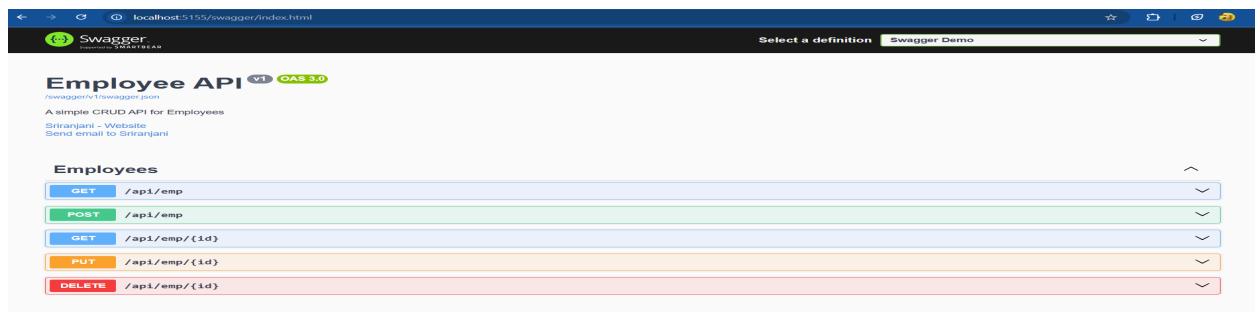 localhost:5155/swagger/index.html
Swagger.
Supported by SMARTBEAR
Select a definition
Swagger Demo
Employee API v1 OAS 3.0
/swagger/v1/swagger.json
A simple CRUD API for Employees
Sriranjani - Website
Send email to Sriranjani
Employees
GET /api/emp
POST /api/emp
GET /api/emp/{id}
PUT /api/emp/{id}
DELETE /api/emp/{id}